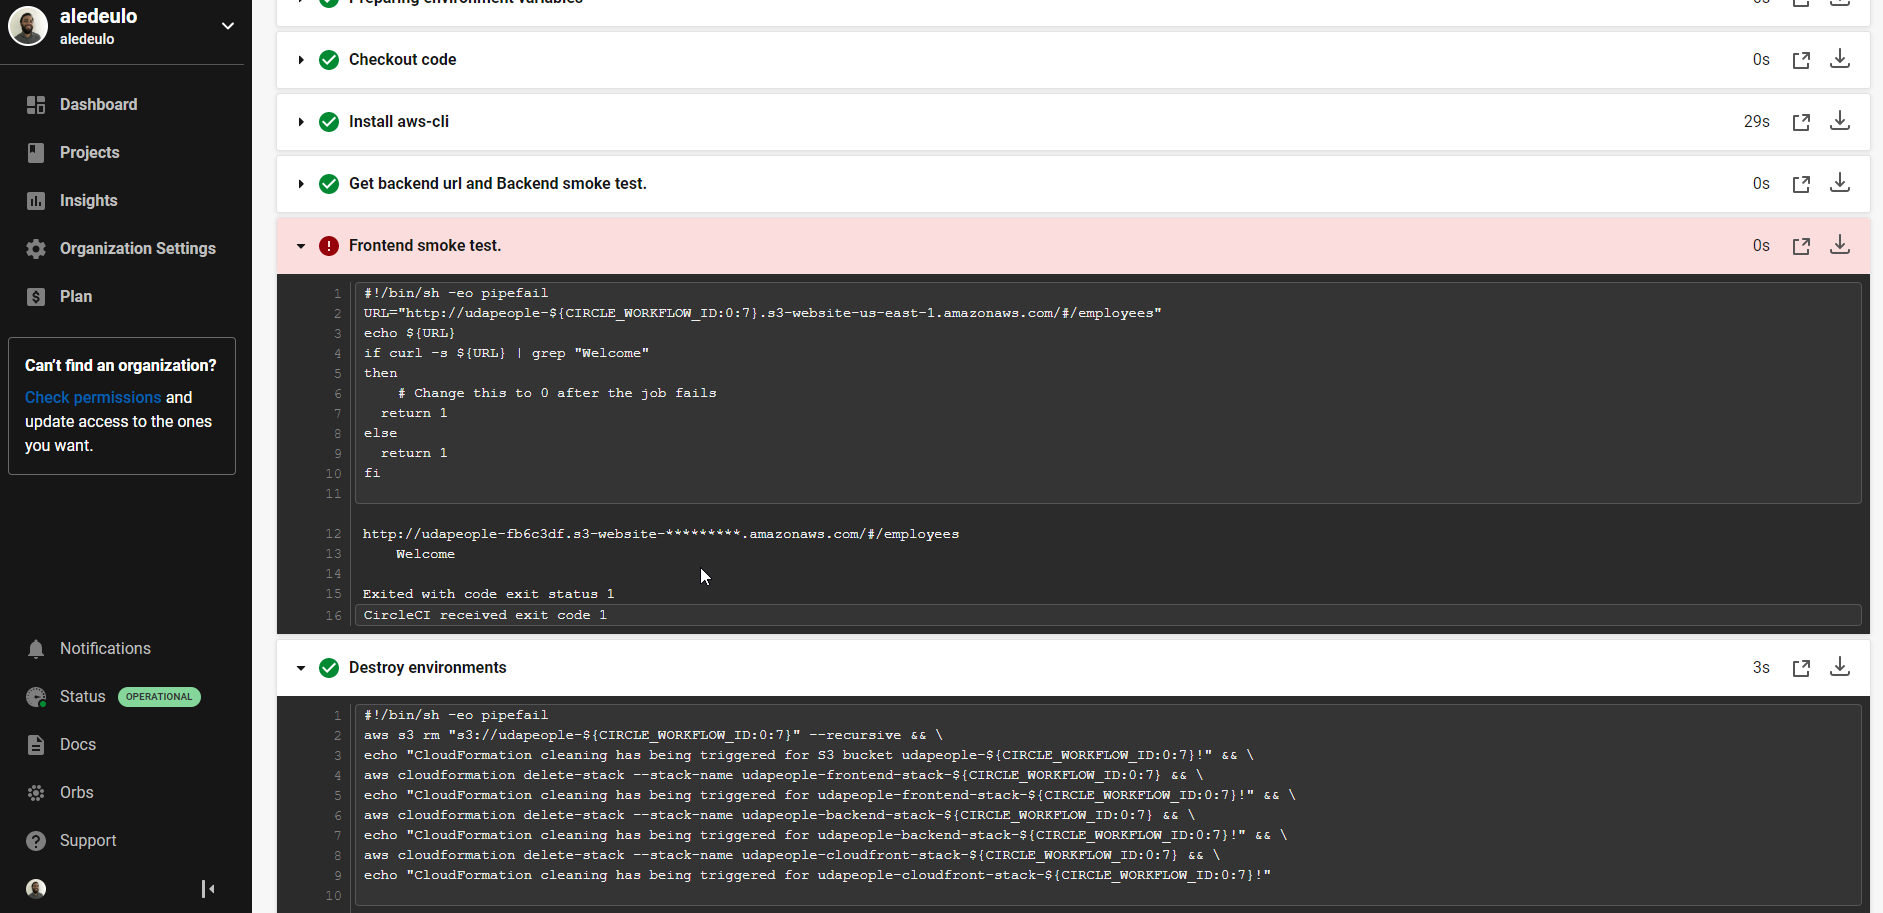 aledeulo
aledeulo
Dashboard
Projects
Insights
Organization Settings
Plan
Can't find an organization?
Check permissions and
update access to the ones
you want.
Notifications
Status OPERATIONAL
Docs
Orbs
Support
Preparing environment variables 0s
Checkout code 0s
Install aws-cli 29s
Get backend url and Backend smoke test. 0s
Frontend smoke test. 0s
1 #!/bin/sh -eo pipefail
2 URL="http://udapeople-${CIRCLE_WORKFLOW_ID:0:7}.s3-website-us-east-1.amazonaws.com/#/employees"
3 echo ${URL}
4 if curl -s ${URL} | grep "Welcome"
5 then
6     # Change this to 0 after the job fails
7   return 1
8 else
9   return 1
10 fi
11
12 http://udapeople-fb6c3df.s3-website-*********.amazonaws.com/#/employees
13     Welcome
14
15 Exited with code exit status 1
16 CircleCI received exit code 1
Destroy environments 3s
1 #!/bin/sh -eo pipefail
2 aws s3 rm "s3://udapeople-${CIRCLE_WORKFLOW_ID:0:7}" --recursive && \
3 echo "CloudFormation cleaning has being triggered for S3 bucket udapeople-${CIRCLE_WORKFLOW_ID:0:7}!" && \
4 aws cloudformation delete-stack --stack-name udapeople-frontend-stack-${CIRCLE_WORKFLOW_ID:0:7} && \
5 echo "CloudFormation cleaning has being triggered for udapeople-frontend-stack-${CIRCLE_WORKFLOW_ID:0:7}!" && \
6 aws cloudformation delete-stack --stack-name udapeople-backend-stack-${CIRCLE_WORKFLOW_ID:0:7} && \
7 echo "CloudFormation cleaning has being triggered for udapeople-backend-stack-${CIRCLE_WORKFLOW_ID:0:7}!" && \
8 aws cloudformation delete-stack --stack-name udapeople-cloudfront-stack-${CIRCLE_WORKFLOW_ID:0:7} && \
9 echo "CloudFormation cleaning has being triggered for udapeople-cloudfront-stack-${CIRCLE_WORKFLOW_ID:0:7}!"
10